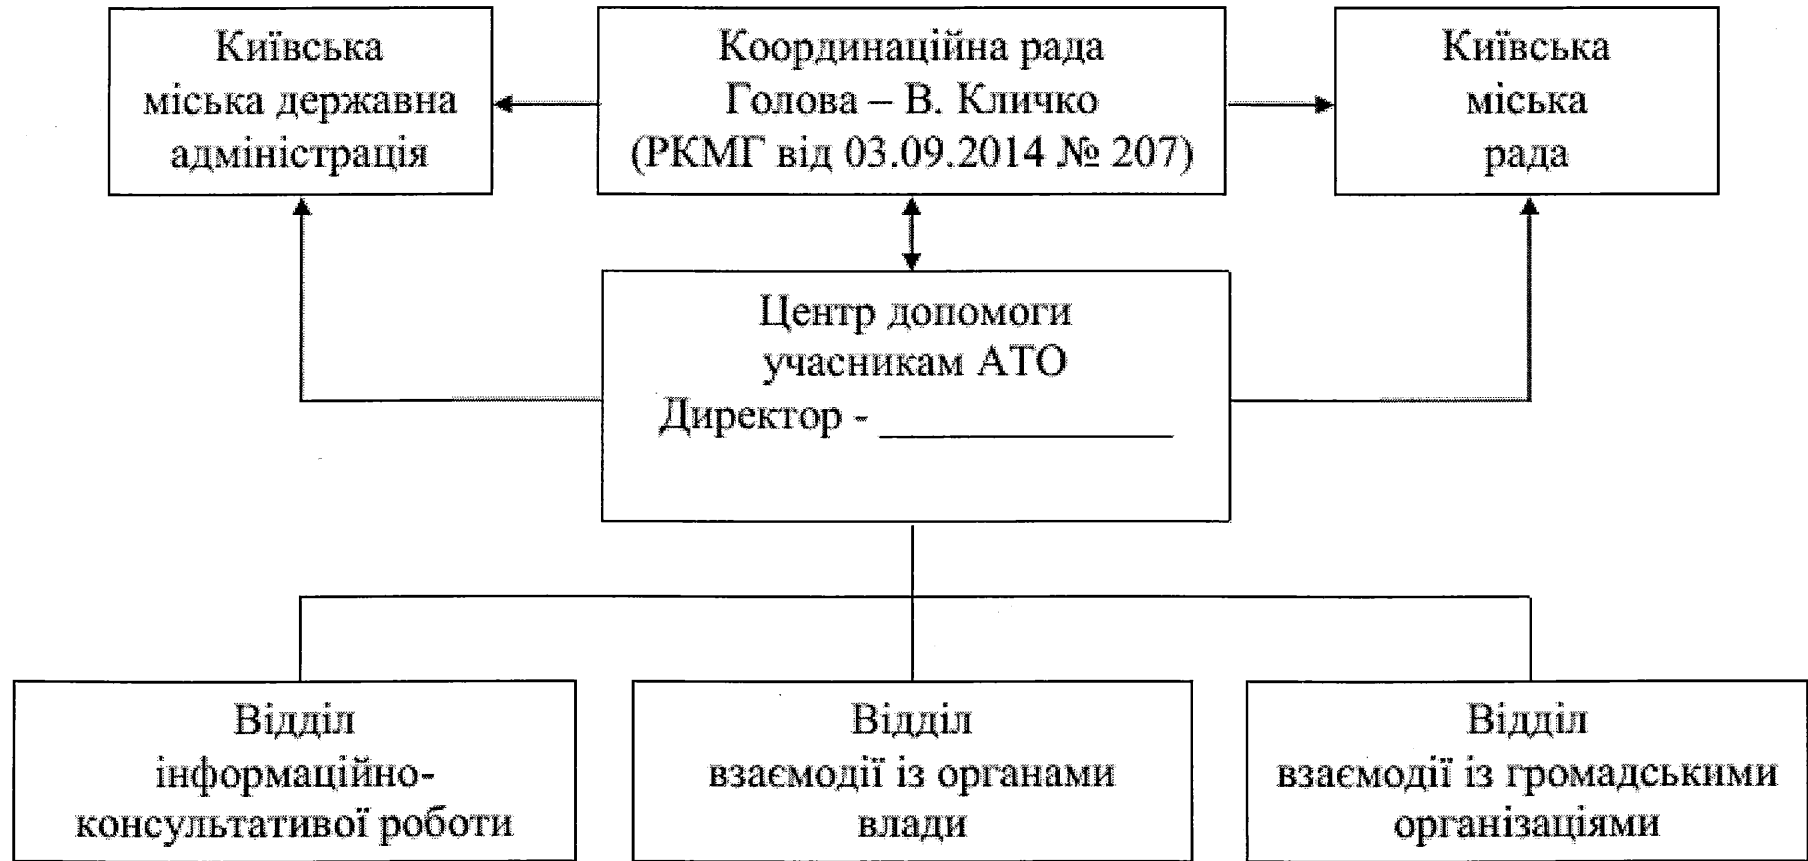 Київська
міська державна
адміністрація
Координаційна рада
Голова – В. Кличко
(РКМГ від 03.09.2014 № 207)
Київська
міська
рада
Центр допомоги
учасникам АТО
Директор - ______________
Відділ
інформаційно-
консультативої роботи
Відділ
взаємодії із органами
влади
Відділ
взаємодії із громадськими
організаціями